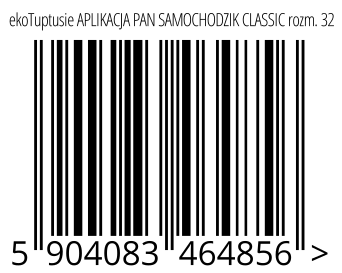 ekoTuptusie APLIKACJA PAN SAMOCHODZIK CLASSIC rozm. 32
5 904083 464856 >